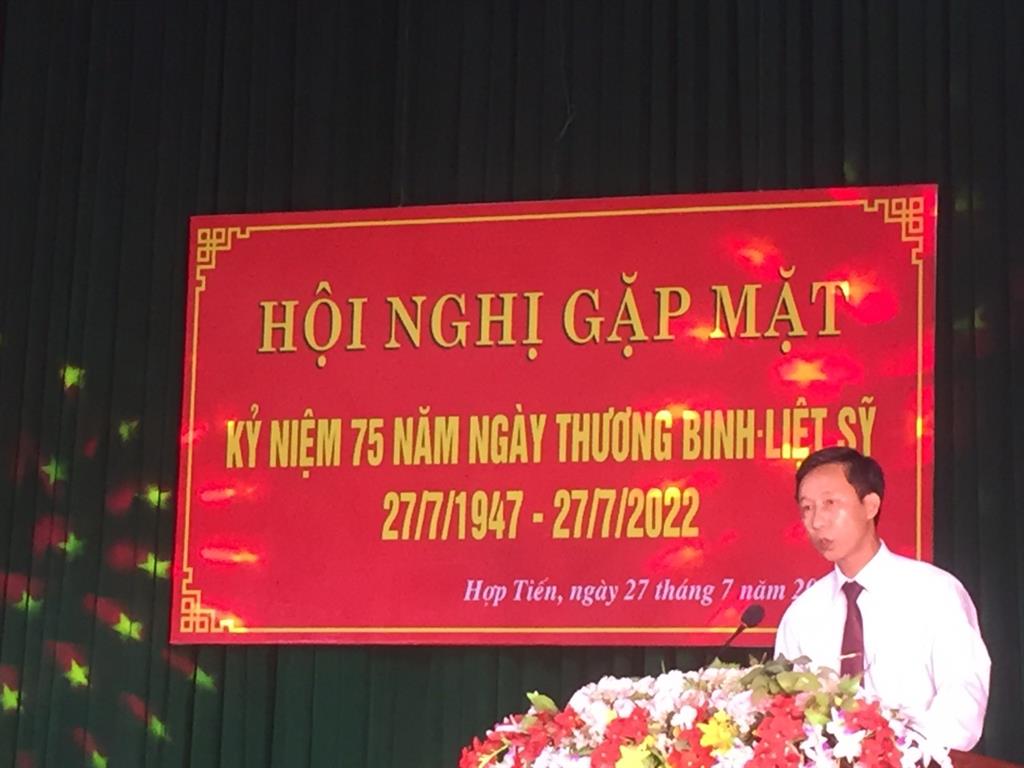 HỘI NGHỊ GẶP MẶT
KỶ NIỆM 75 NĂM NGÀY THƯƠNG BINH-LIỆT SỸ
27/7/1947 - 27/7/2022
Hợp Tiến, ngày 27 tháng 7 năm